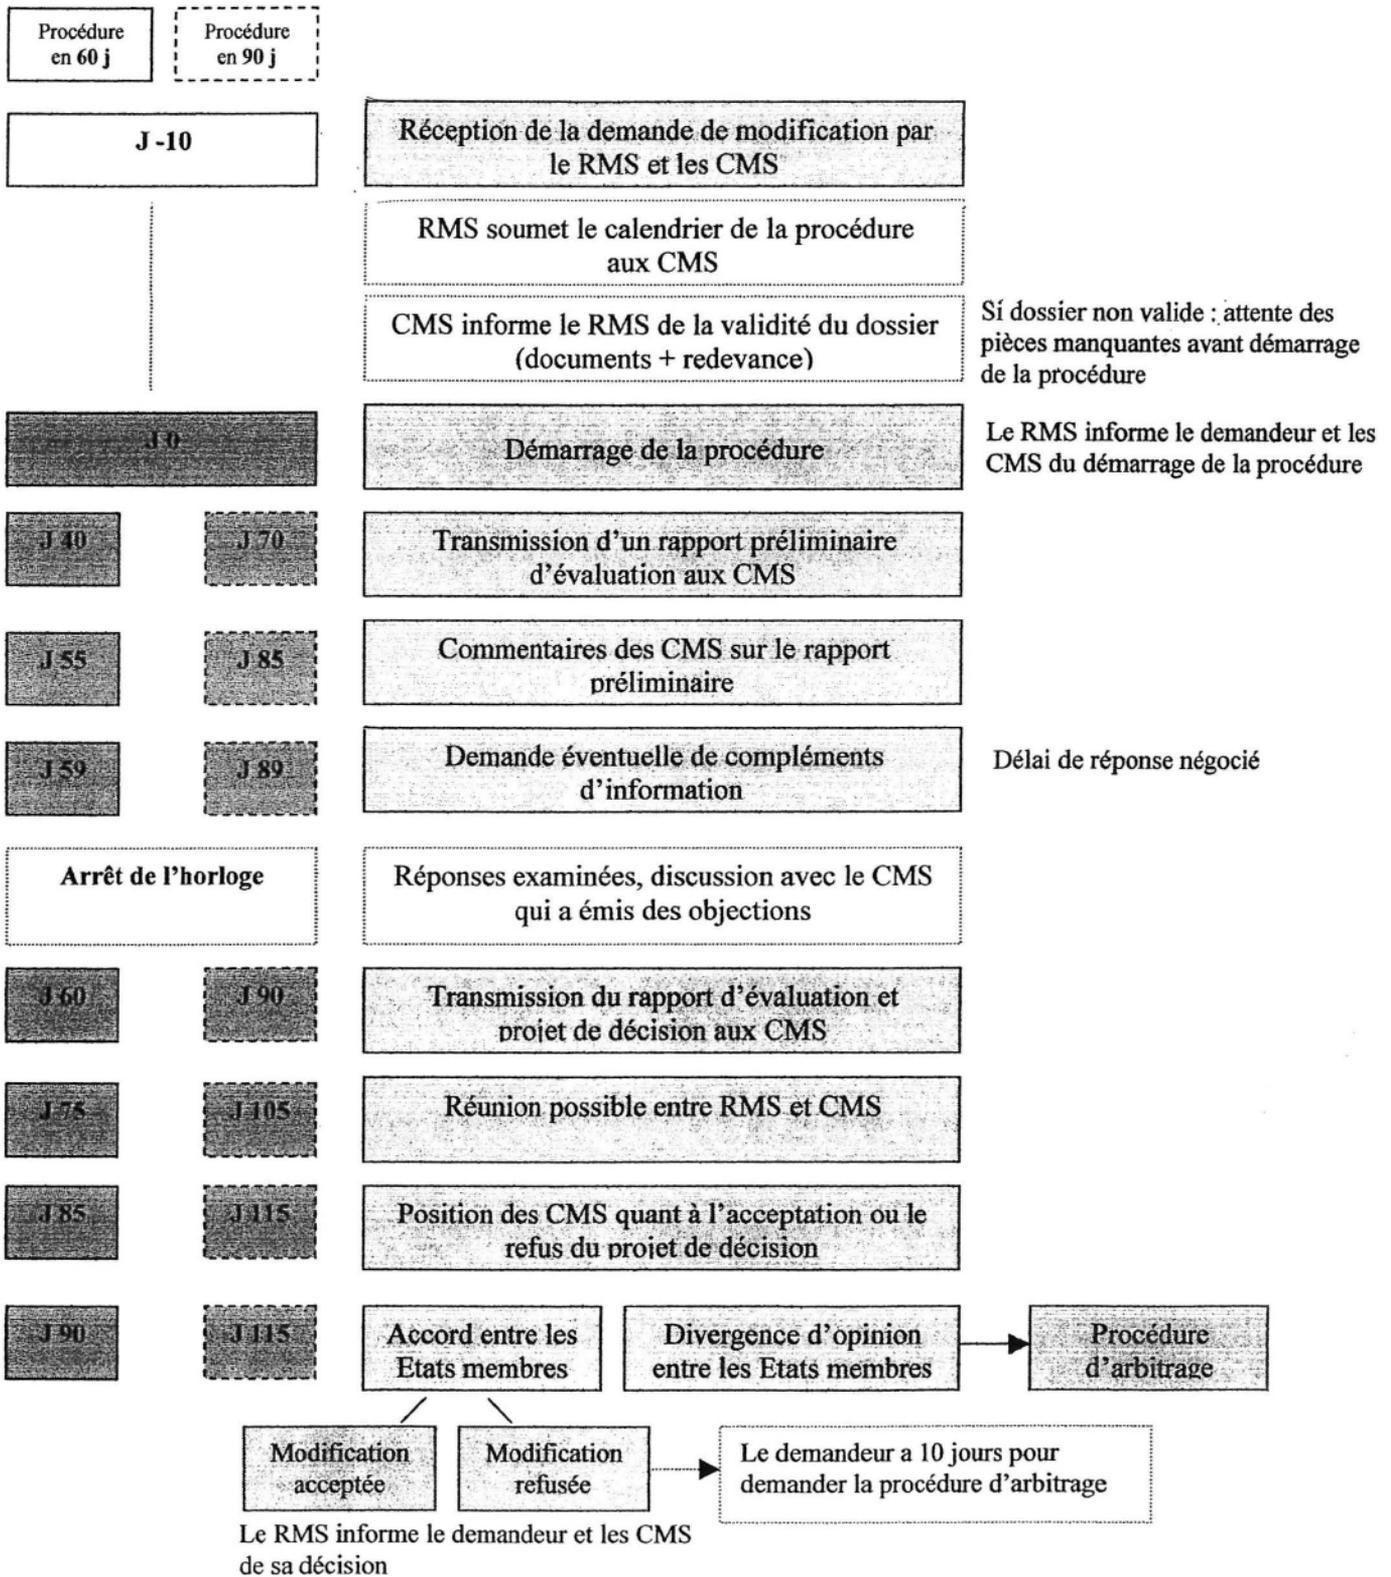 Procédure
en 60 j
Procédure
en 90 j
J -10
Réception de la demande de modification par
le RMS et les CMS
RMS soumet le calendrier de la procédure
aux CMS
CMS informe le RMS de la validité du dossier
(documents + redevance)
Si dossier non valide : attente des
pièces manquantes avant démarrage
de la procédure
J 0
Démarrage de la procédure
Le RMS informe le demandeur et les
CMS du démarrage de la procédure
J 40
J 70
Transmission d'un rapport préliminaire
d'évaluation aux CMS
J 55
J 85
Commentaires des CMS sur le rapport
préliminaire
J 59
J 89
Demande éventuelle de compléments
d'information
Délai de réponse négocié
Arrêt de l'horloge
Réponses examinées, discussion avec le CMS
qui a émis des objections
J 60
J 90
Transmission du rapport d'évaluation et
projet de décision aux CMS
J 75
J 105
Réunion possible entre RMS et CMS
J 85
J 115
Position des CMS quant à l'acceptation ou le
refus du projet de décision
J 90
J 115
Accord entre les
Etats membres
Divergence d'opinion
entre les Etats membres
Procédure
d'arbitrage
Modification
acceptée
Modification
refusée
Le demandeur a 10 jours pour
demander la procédure d'arbitrage
Le RMS informe le demandeur et les CMS
de sa décision